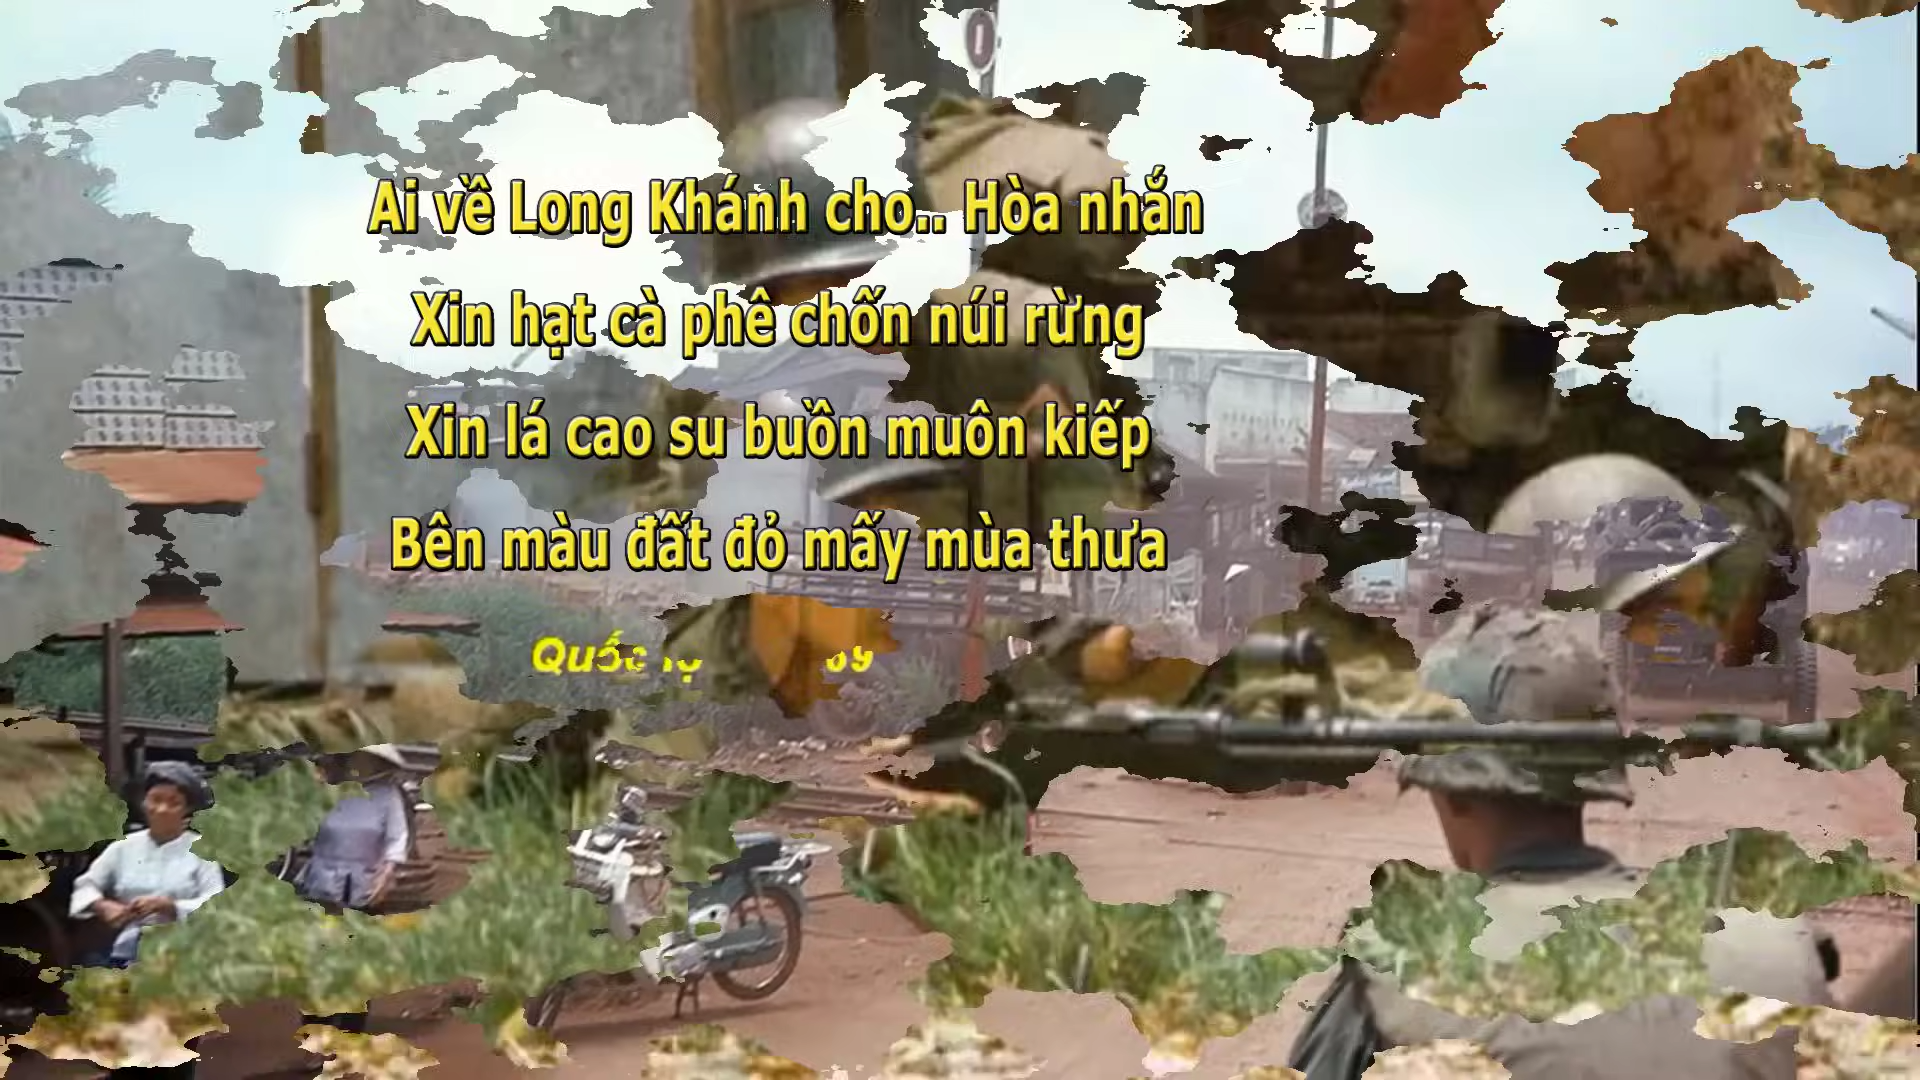 Ai về Long Khánh cho.. Hòa nhắn
Xin hạt cà phê chốn núi rừng
Xin lá cao su buồn muôn kiếp
Bên màu đất đỏ mấy mùa thưa
Quốc